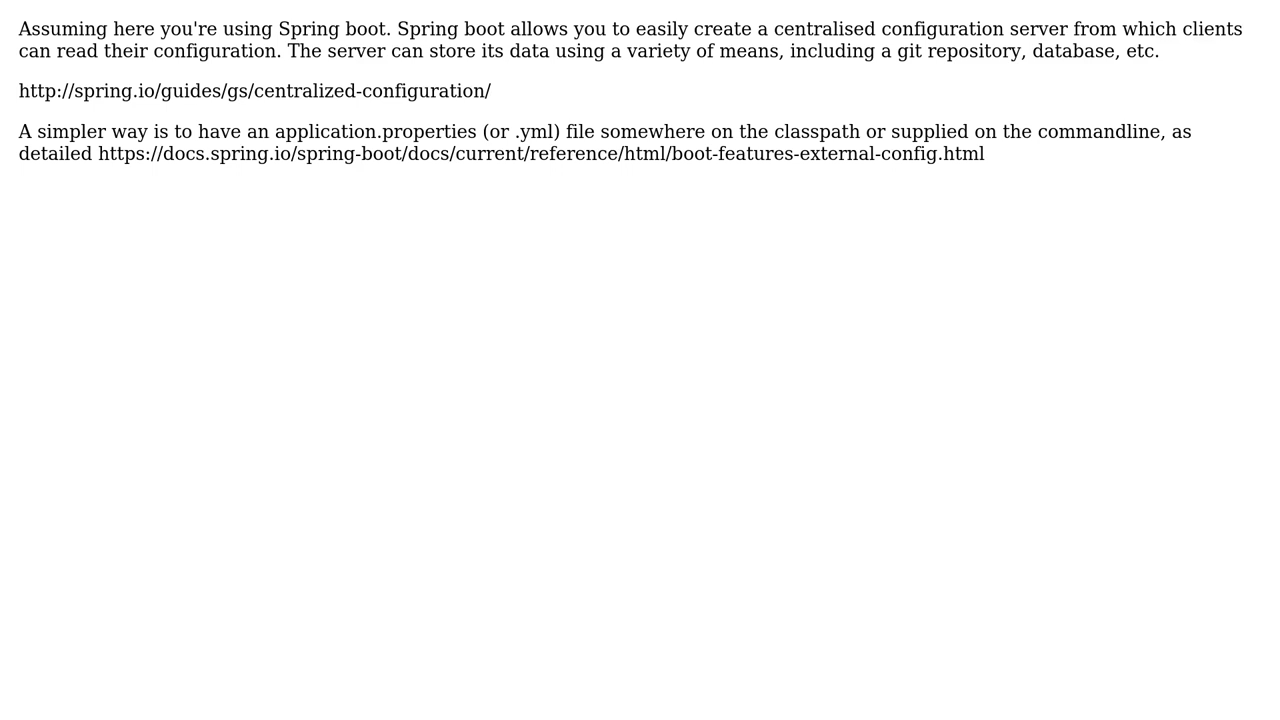 Assuming here you're using Spring boot. Spring boot allows you to easily create a centralised configuration server from which clients
can read their configuration. The server can store its data using a variety of means, including a git repository, database, etc.
http://spring.io/guides/gs/centralized-configuration/
A simpler way is to have an application.properties (or .yml) file somewhere on the classpath or supplied on the commandline, as
detailed https://docs.spring.io/spring-boot/docs/current/reference/html/boot-features-external-config.html